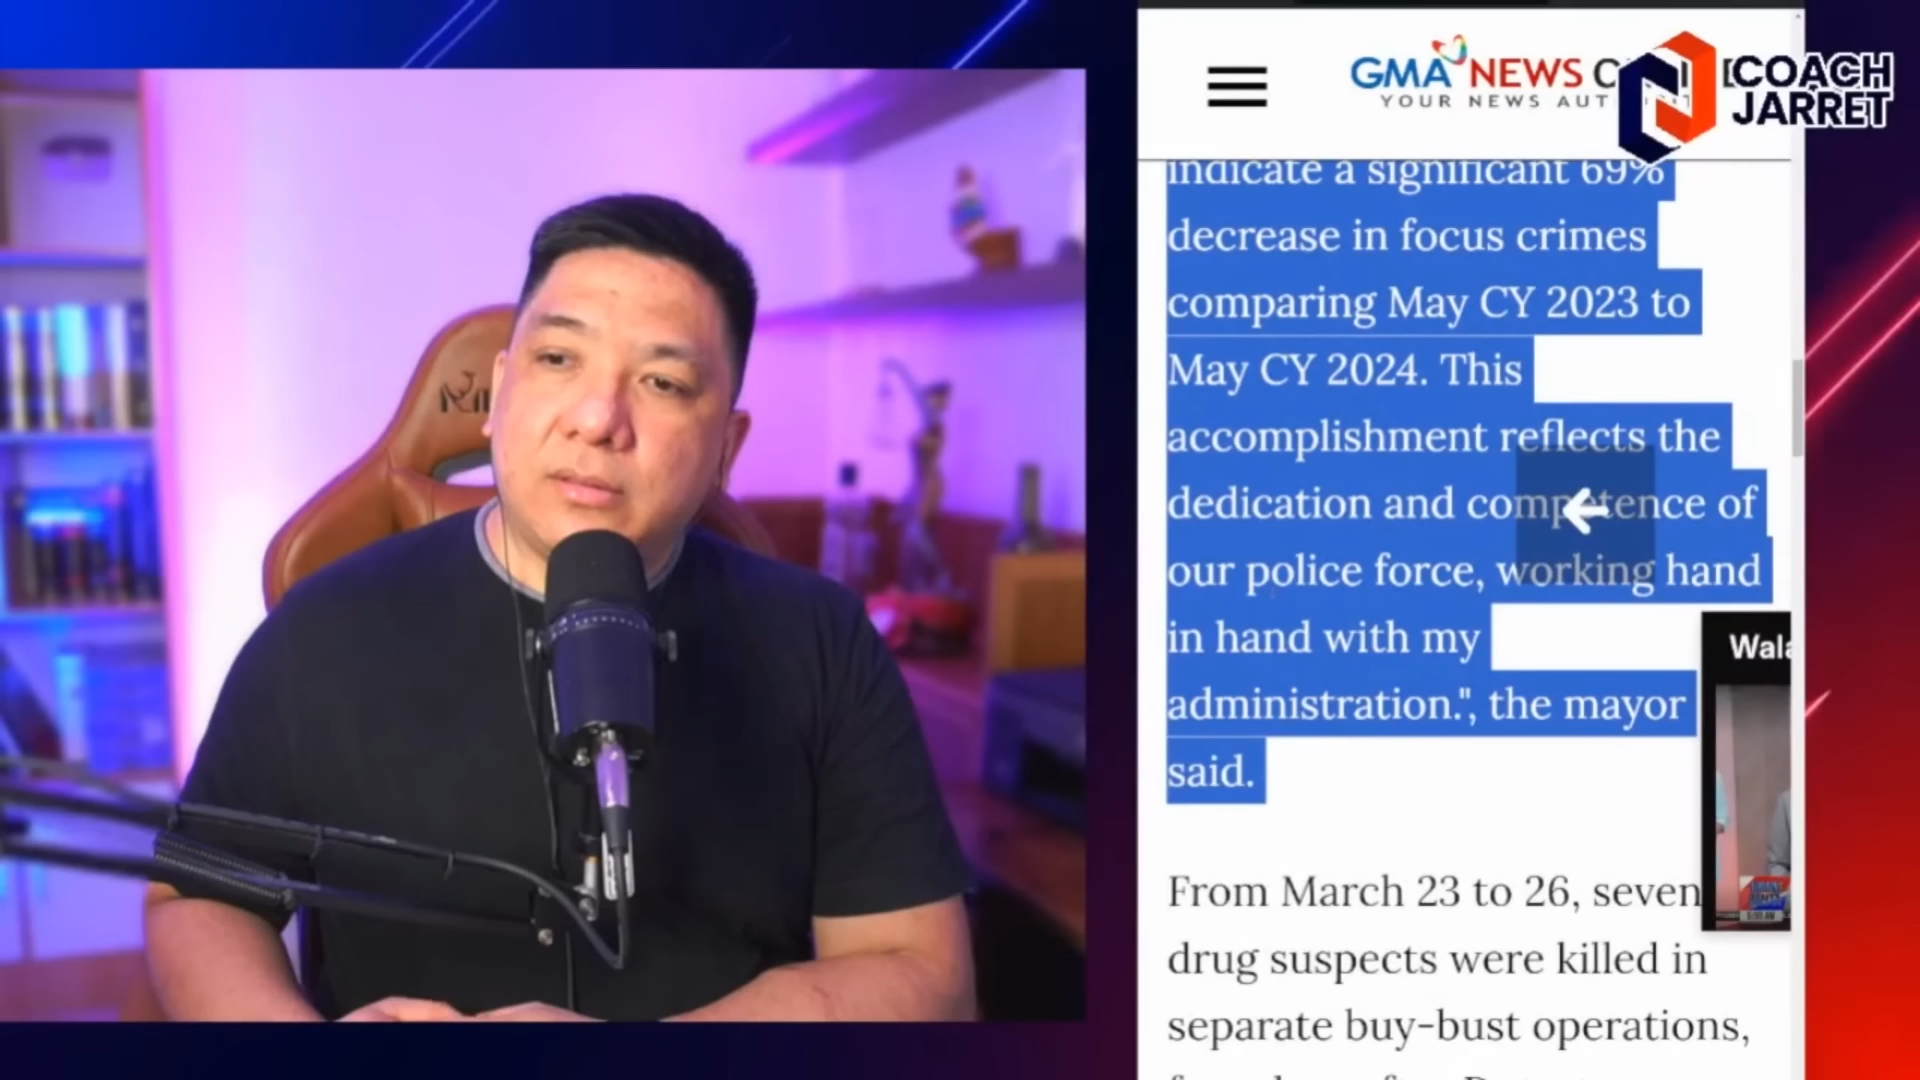 GMA NEWS
YOUR NEWS
COACH
JARRET
indicate a significant 69%
decrease in focus crimes
comparing May CY 2023 to
May CY 2024. This
accomplishment reflects the
dedication and competence of
our police force, working hand
in hand with my
administration.", the mayor
said.
From March 23 to 26, seven
drug suspects were killed in
separate buy-bust operations,